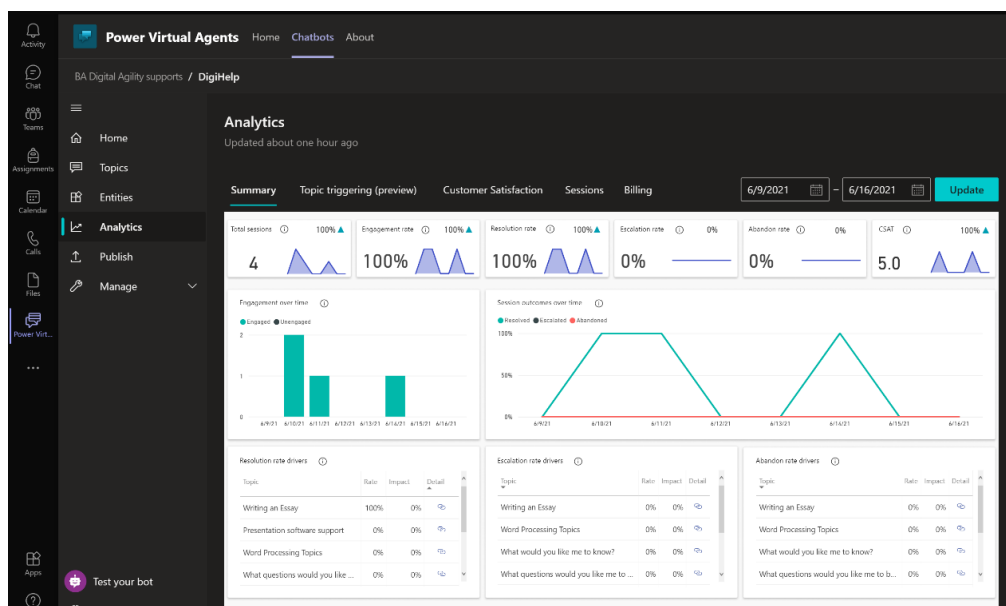 Activity
Chat
Teams
Assignments
Calendar
Calls
Files
Power Virt...
Apps
Power Virtual Agents Home Chatbots About
BA Digital Agility supports / DigiHelp
Home
Topics
Entities
Analytics
Publish
Manage
Test your bot
Analytics
Updated about one hour ago
Summary Topic triggering (preview) Customer Satisfaction Sessions Billing 6/9/2021 – 6/16/2021 Update
Total sessions 100%
4
Engagement rate 100%
100%
Resolution rate 100%
100%
Escalation rate 0%
0%
Abandon rate 0%
0%
CSAT 100%
5.0
Engagement over time
Engaged Unengaged
2
1
0
6/9/21 6/10/21 6/11/21 6/12/21 6/13/21 6/14/21 6/15/21 6/16/21
Session outcomes over time
Resolved Escalated Abandoned
100%
50%
0%
6/9/21 6/10/21 6/11/21 6/12/21 6/13/21 6/14/21 6/15/21 6/16/21
Resolution rate drivers
Topic Rate Impact Detail
Writing an Essay 100% 0%
Presentation software support 0% 0%
Word Processing Topics 0% 0%
What questions would you like ... 0% 0%
Escalation rate drivers
Topic Rate Impact Detail
Writing an Essay 0% 0%
Word Processing Topics 0% 0%
What would you like me to know? 0% 0%
What questions would you like me to ... 0% 0%
Abandon rate drivers
Topic Rate Impact Detail
Writing an Essay 0% 0%
Word Processing Topics 0% 0%
What would you like me to know? 0% 0%
What questions would you like me to b... 0% 0%